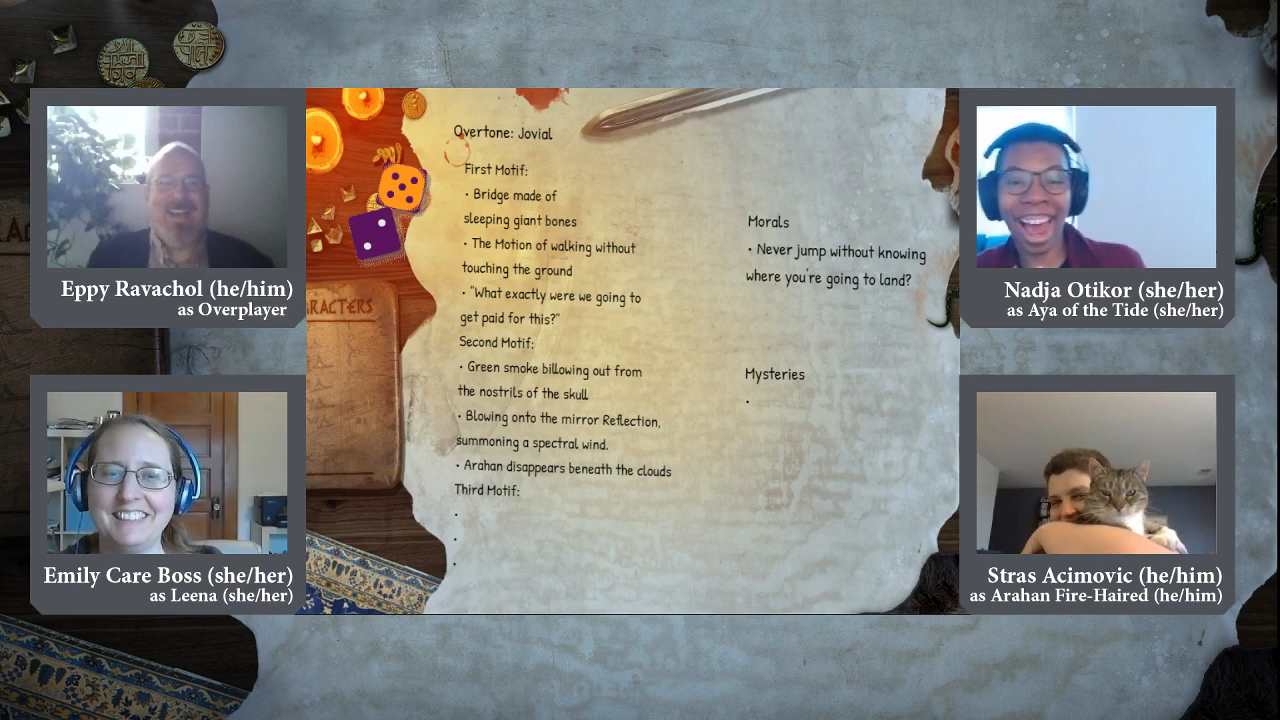 Eppy Ravachol (he/him)
as Overplayer
Emily Care Boss (she/her)
as Leena (she/her)
RACTERS
Overtone: Jovial
First Motif:
• Bridge made of
sleeping giant bones
• The Motion of walking without
touching the ground
• "What exactly were we going to
get paid for this?"
Second Motif:
• Green smoke billowing out from
the nostrils of the skull
• Blowing onto the mirror Reflection,
summoning a spectral wind.
• Arahan disappears beneath the clouds
Third Motif:
•
•
•
Morals
• Never jump without knowing
where you're going to land?
Mysteries
•
Nadja Otikor (she/her)
as Aya of the Tide (she/her)
Stras Acimovic (he/him)
as Arahan Fire-Haired (he/him)